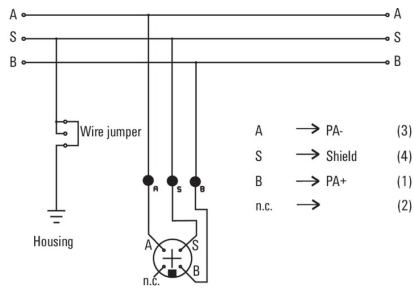 A A
S S
B B
Wire jumper
A → PA- (3)
S → Shield (4)
B → PA+ (1)
n.c. → (2)
A S B
Housing
A S
B
n.c.